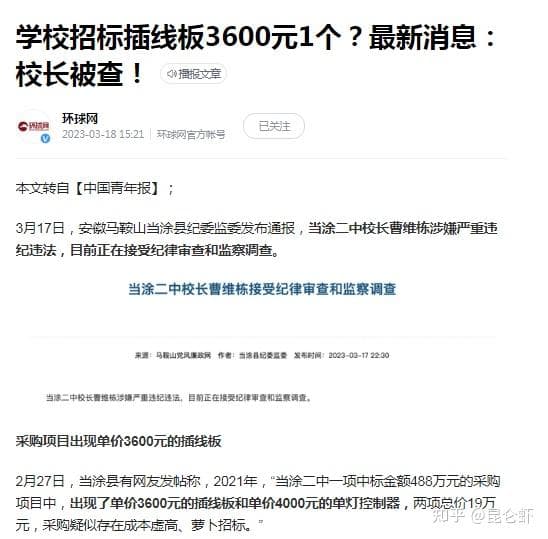 学校招标插线板3600元1个？最新消息：
校长被查！ 播报文章
环球网
环球网
2023-03-18 15:21 环球网官方帐号
已关注
本文转自【中国青年报】；
3月17日，安徽马鞍山当涂县纪委监委发布通报，当涂二中校长曹维栋涉嫌严重违
纪违法，目前正在接受纪律审查和监察调查。
当涂二中校长曹维栋接受纪律审查和监察调查
来源：马鞍山党风廉政网 作者：当涂县纪委监委 发布时间：2023-03-17 22:30
当涂二中校长曹维栋涉嫌严重违纪违法，目前正在接受纪律审查和监察调查。
采购项目出现单价3600元的插线板
2月27日，当涂县有网友发帖称，2021年，“当涂二中一项中标金额488万元的采购
项目中，出现了单价3600元的插线板和单价4000元的单灯控制器，两项总价19万
元，采购疑似存在成本虚高、萝卜招标。”
知乎 @昆仑虾